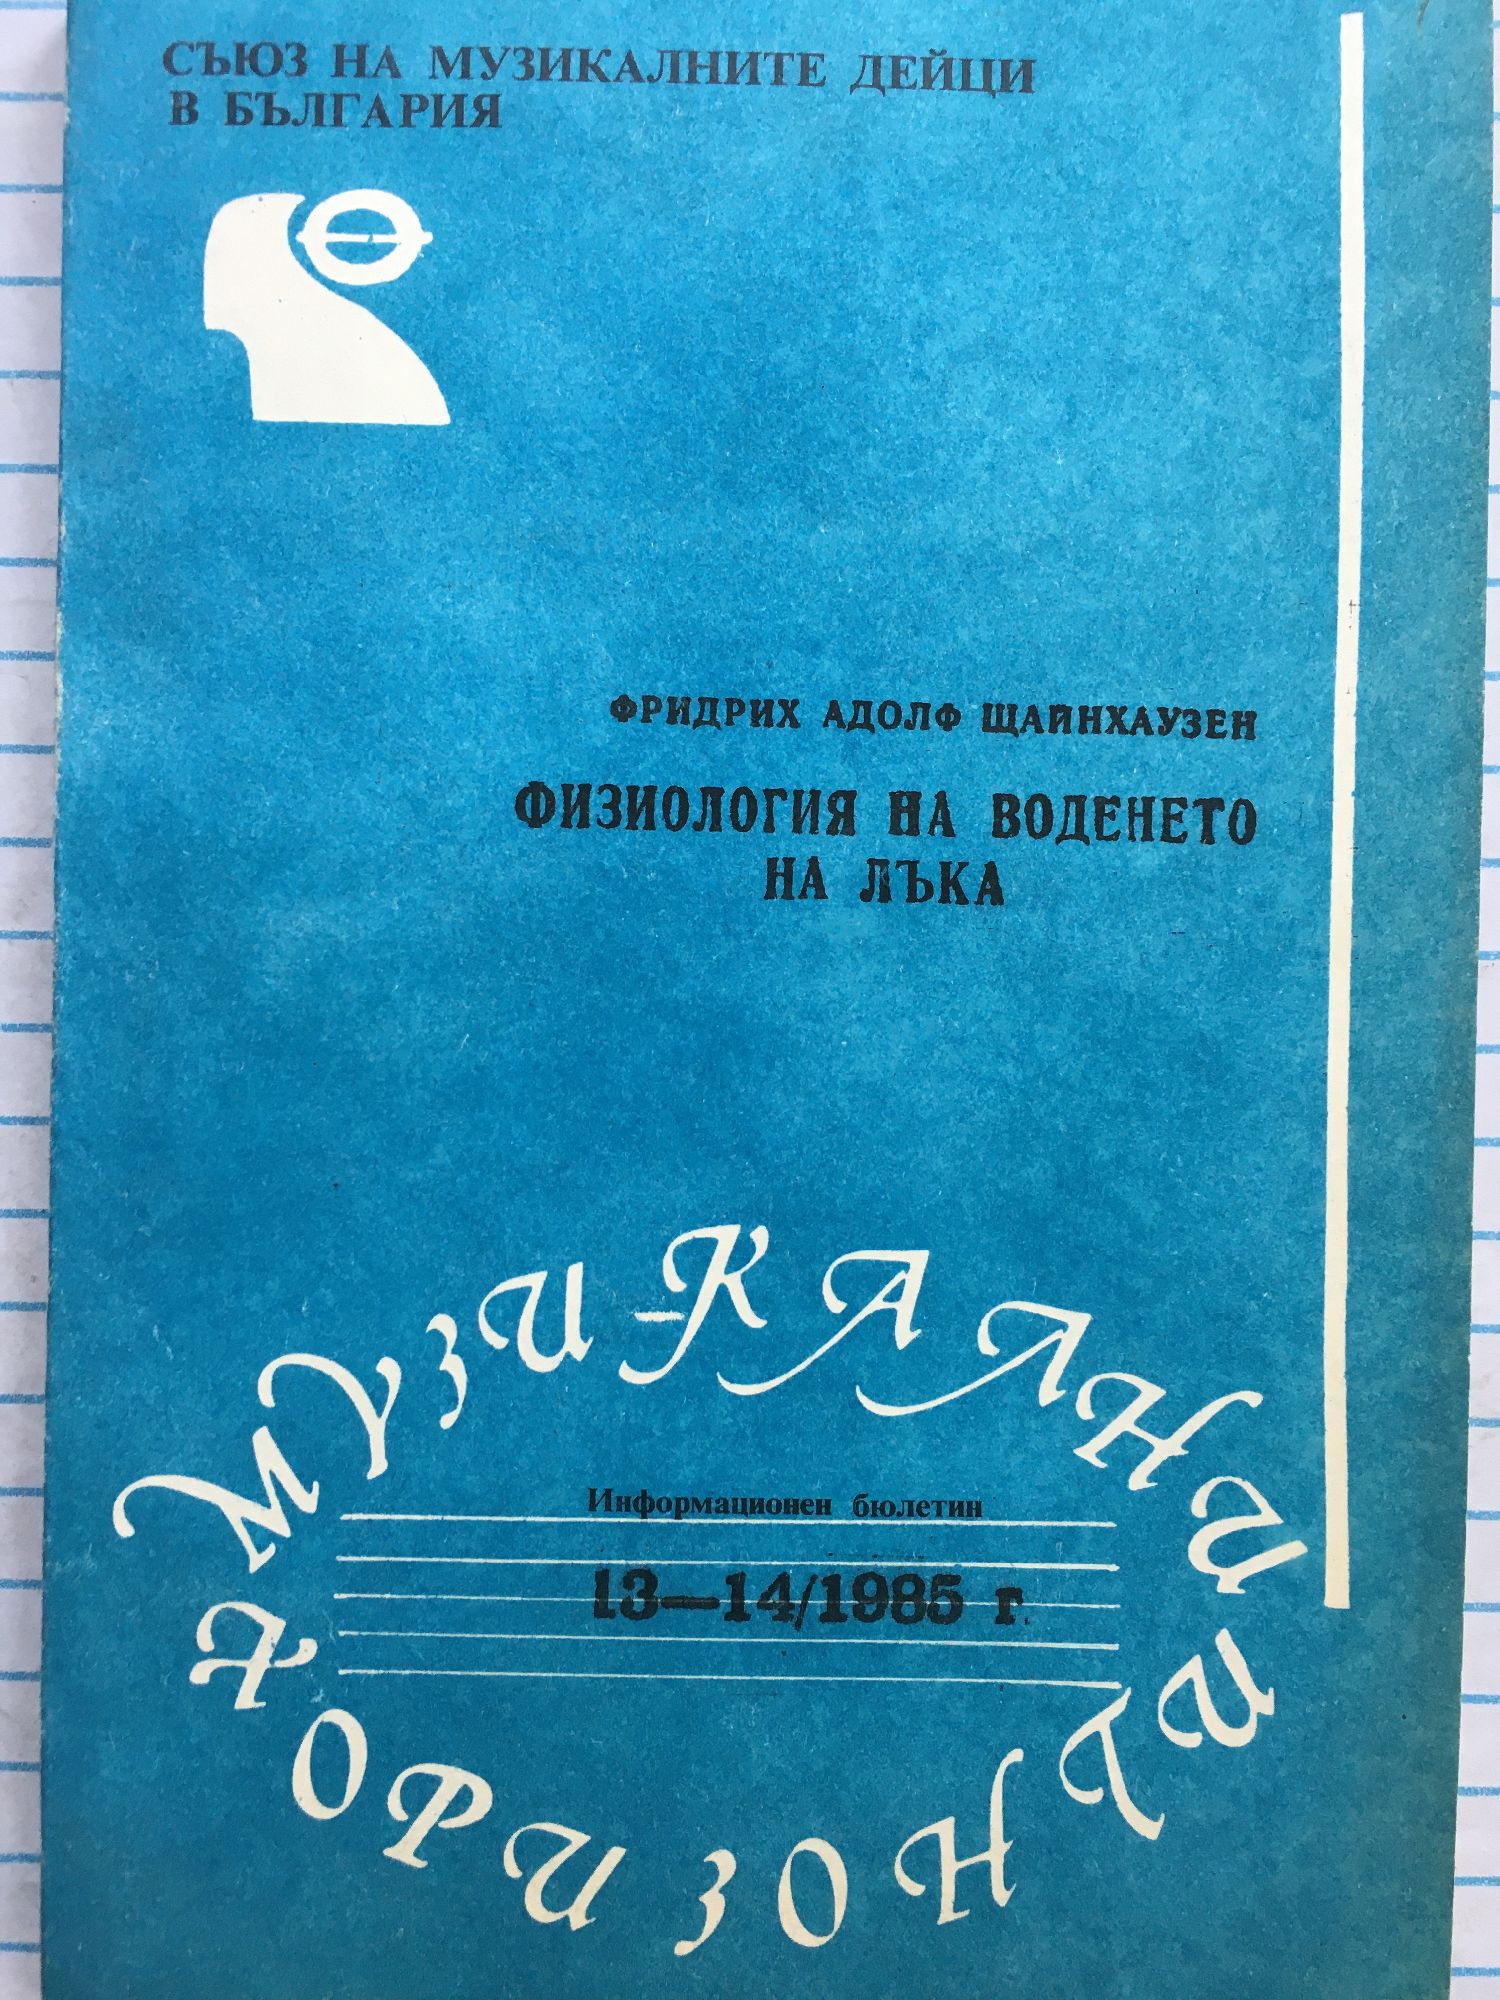 СЪЮЗ НА МУЗИКАЛНИТЕ ДЕЙЦИ
В БЪЛГАРИЯ
ФРИДРИХ АДОЛФ ЩАЙНХАУЗЕН
ФИЗИОЛОГИЯ НА ВОДЕНЕТО
НА ЛЪКА
МУЗИКАЛНИ
Информационен бюлетин
13—14/1985 г.
ХОРИЗОНТИ